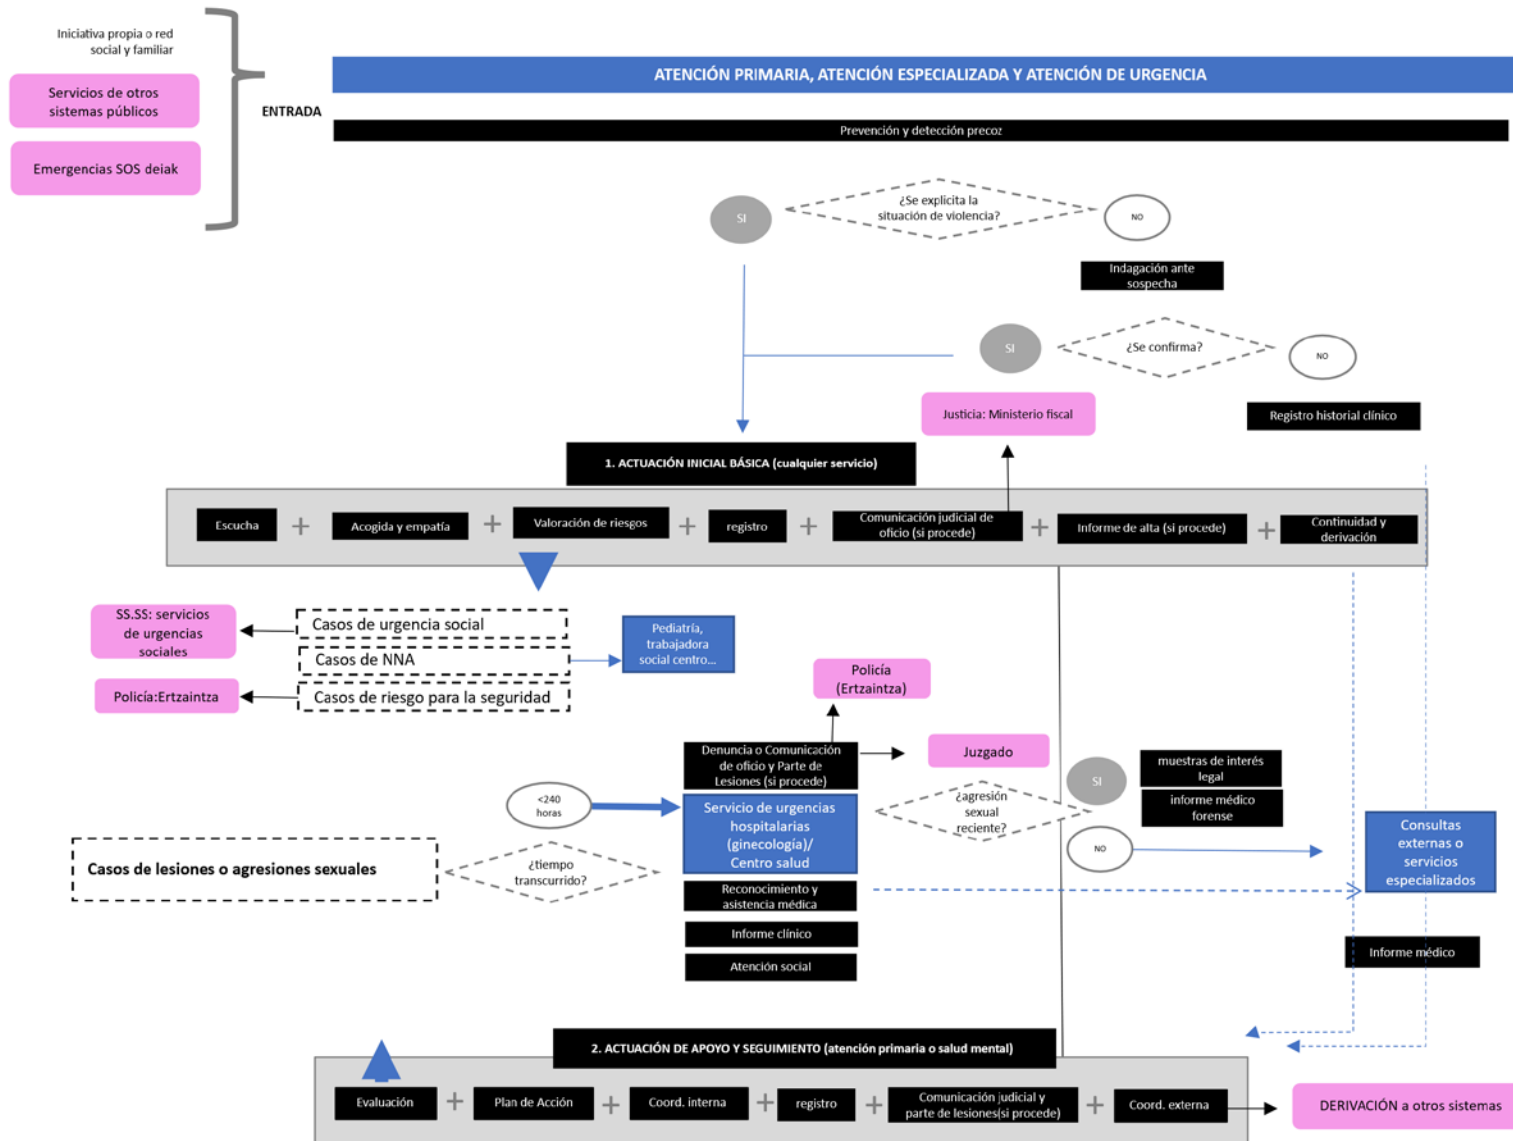 Iniciativa propia o red
social y familiar
Servicios de otros
sistemas públicos
Emergencias SOS deiak
ENTRADA
ATENCIÓN PRIMARIA, ATENCIÓN ESPECIALIZADA Y ATENCIÓN DE URGENCIA
Prevención y detección precoz
SI
¿Se explicita la
situación de violencia?
NO
Indagación ante
sospecha
SI
¿Se confirma?
NO
Justicia: Ministerio fiscal
Registro historial clínico
1. ACTUACIÓN INICIAL BÁSICA (cualquier servicio)
Escucha
+
Acogida y empatía
+
Valoración de riesgos
+
registro
+
Comunicación judicial de
oficio (si procede)
+
Informe de alta (si procede)
+
Continuidad y
derivación
SS.SS: servicios
de urgencias
sociales
Casos de urgencia social
Casos de NNA
Pediatría,
trabajadora
social centro...
Policía:Ertzaintza
Casos de riesgo para la seguridad
Policía
(Ertzaintza)
Denuncia o Comunicación
de oficio y Parte de
Lesiones (si procede)
Juzgado
SI
muestras de interés
legal
informe médico
forense
<240
horas
Servicio de urgencias
hospitalarias
(ginecología)/
Centro salud
¿agresión
sexual
reciente?
NO
Consultas
externas o
servicios
especializados
Casos de lesiones o agresiones sexuales
¿tiempo
transcurrido?
Reconocimiento y
asistencia médica
Informe clínico
Atención social
Informe médico
2. ACTUACIÓN DE APOYO Y SEGUIMIENTO (atención primaria o salud mental)
Evaluación
+
Plan de Acción
+
Coord. interna
+
registro
+
Comunicación judicial y
parte de lesiones(si procede)
+
Coord. externa
DERIVACIÓN a otros sistemas